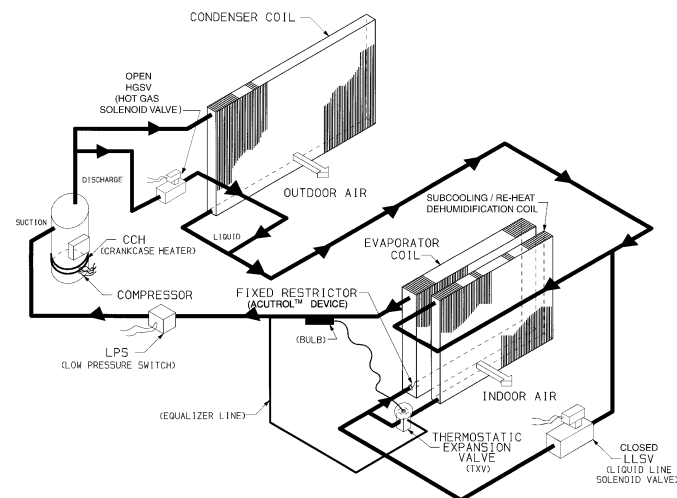 CONDENSER COIL
OPEN
HGSV
(HOT GAS
SOLENOID VALVE)
DISCHARGE
OUTDOOR AIR
SUBCOOLING / RE-HEAT
DEHUMIDIFICATION COIL
SUCTION
LIQUID
EVAPORATOR
COIL
CCH
(CRANKCASE HEATER)
COMPRESSOR
FIXED RESTRICTOR
(ACUTROL™ DEVICE)
(BULB)
LPS
(LOW PRESSURE SWITCH)
INDOOR AIR
(EQUALIZER LINE)
THERMOSTATIC
EXPANSION
VALVE
(TXV)
CLOSED
LLSV
(LIQUID LINE
SOLENOID VALVE)